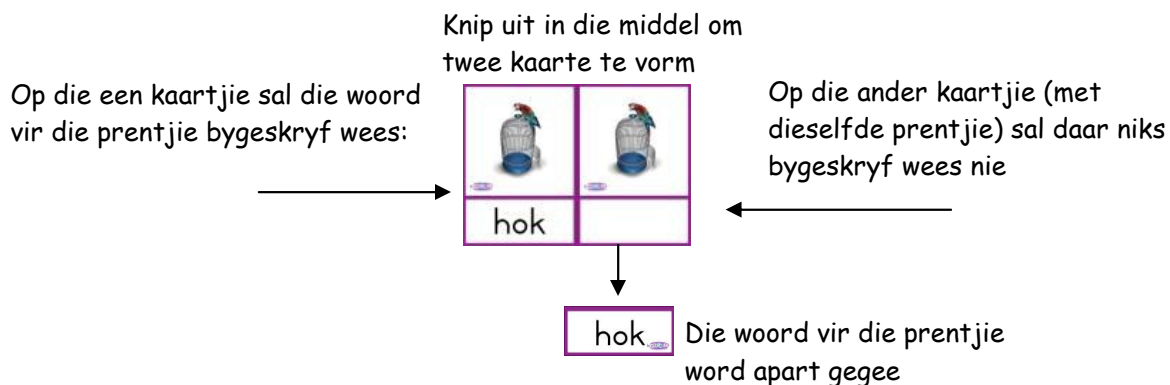 Knip uit in die middel om
twee kaarte te vorm
Op die een kaartjie sal die woord
vir die prentjie bygeskryf wees:
Op die ander kaartjie (met
dieselfde prentjie) sal daar niks
bygeskryf wees nie
hok
hok
Die woord vir die prentjie
word apart gegee